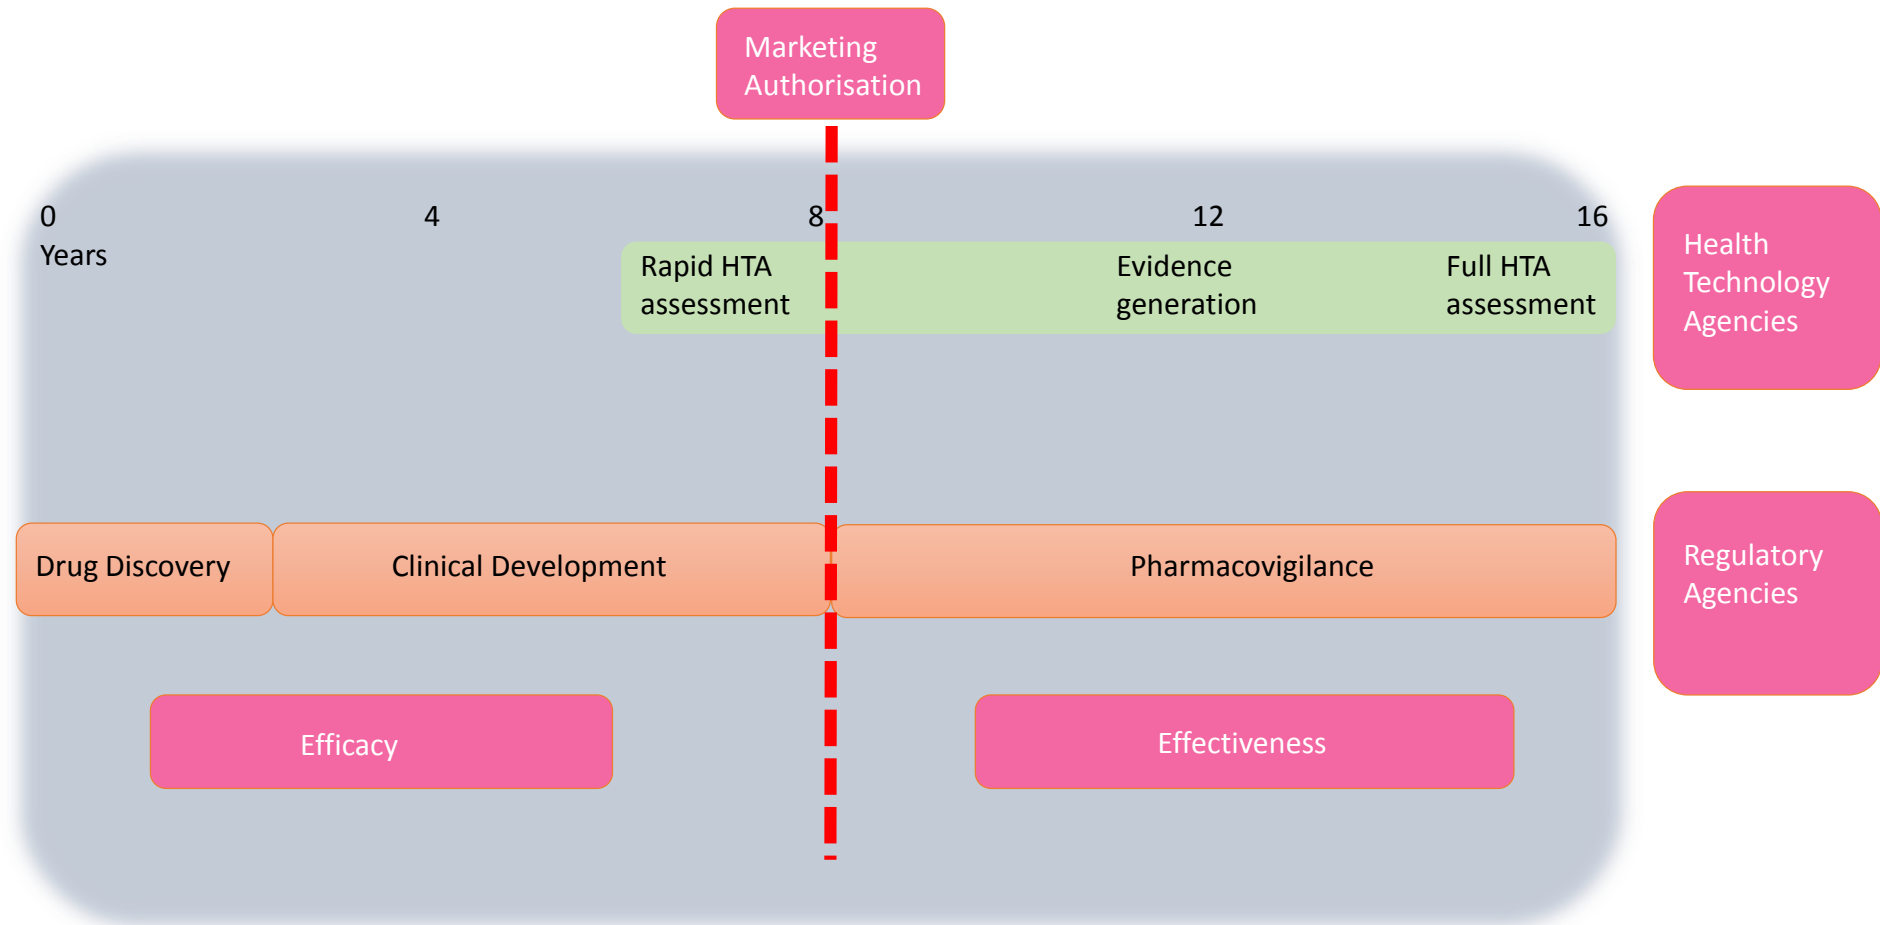 Marketing
Authorisation
0 4 8 12 16
Years
Rapid HTA
assessment
Evidence
generation
Full HTA
assessment
Health
Technology
Agencies
Drug Discovery
Clinical Development
Pharmacovigilance
Regulatory
Agencies
Efficacy
Effectiveness